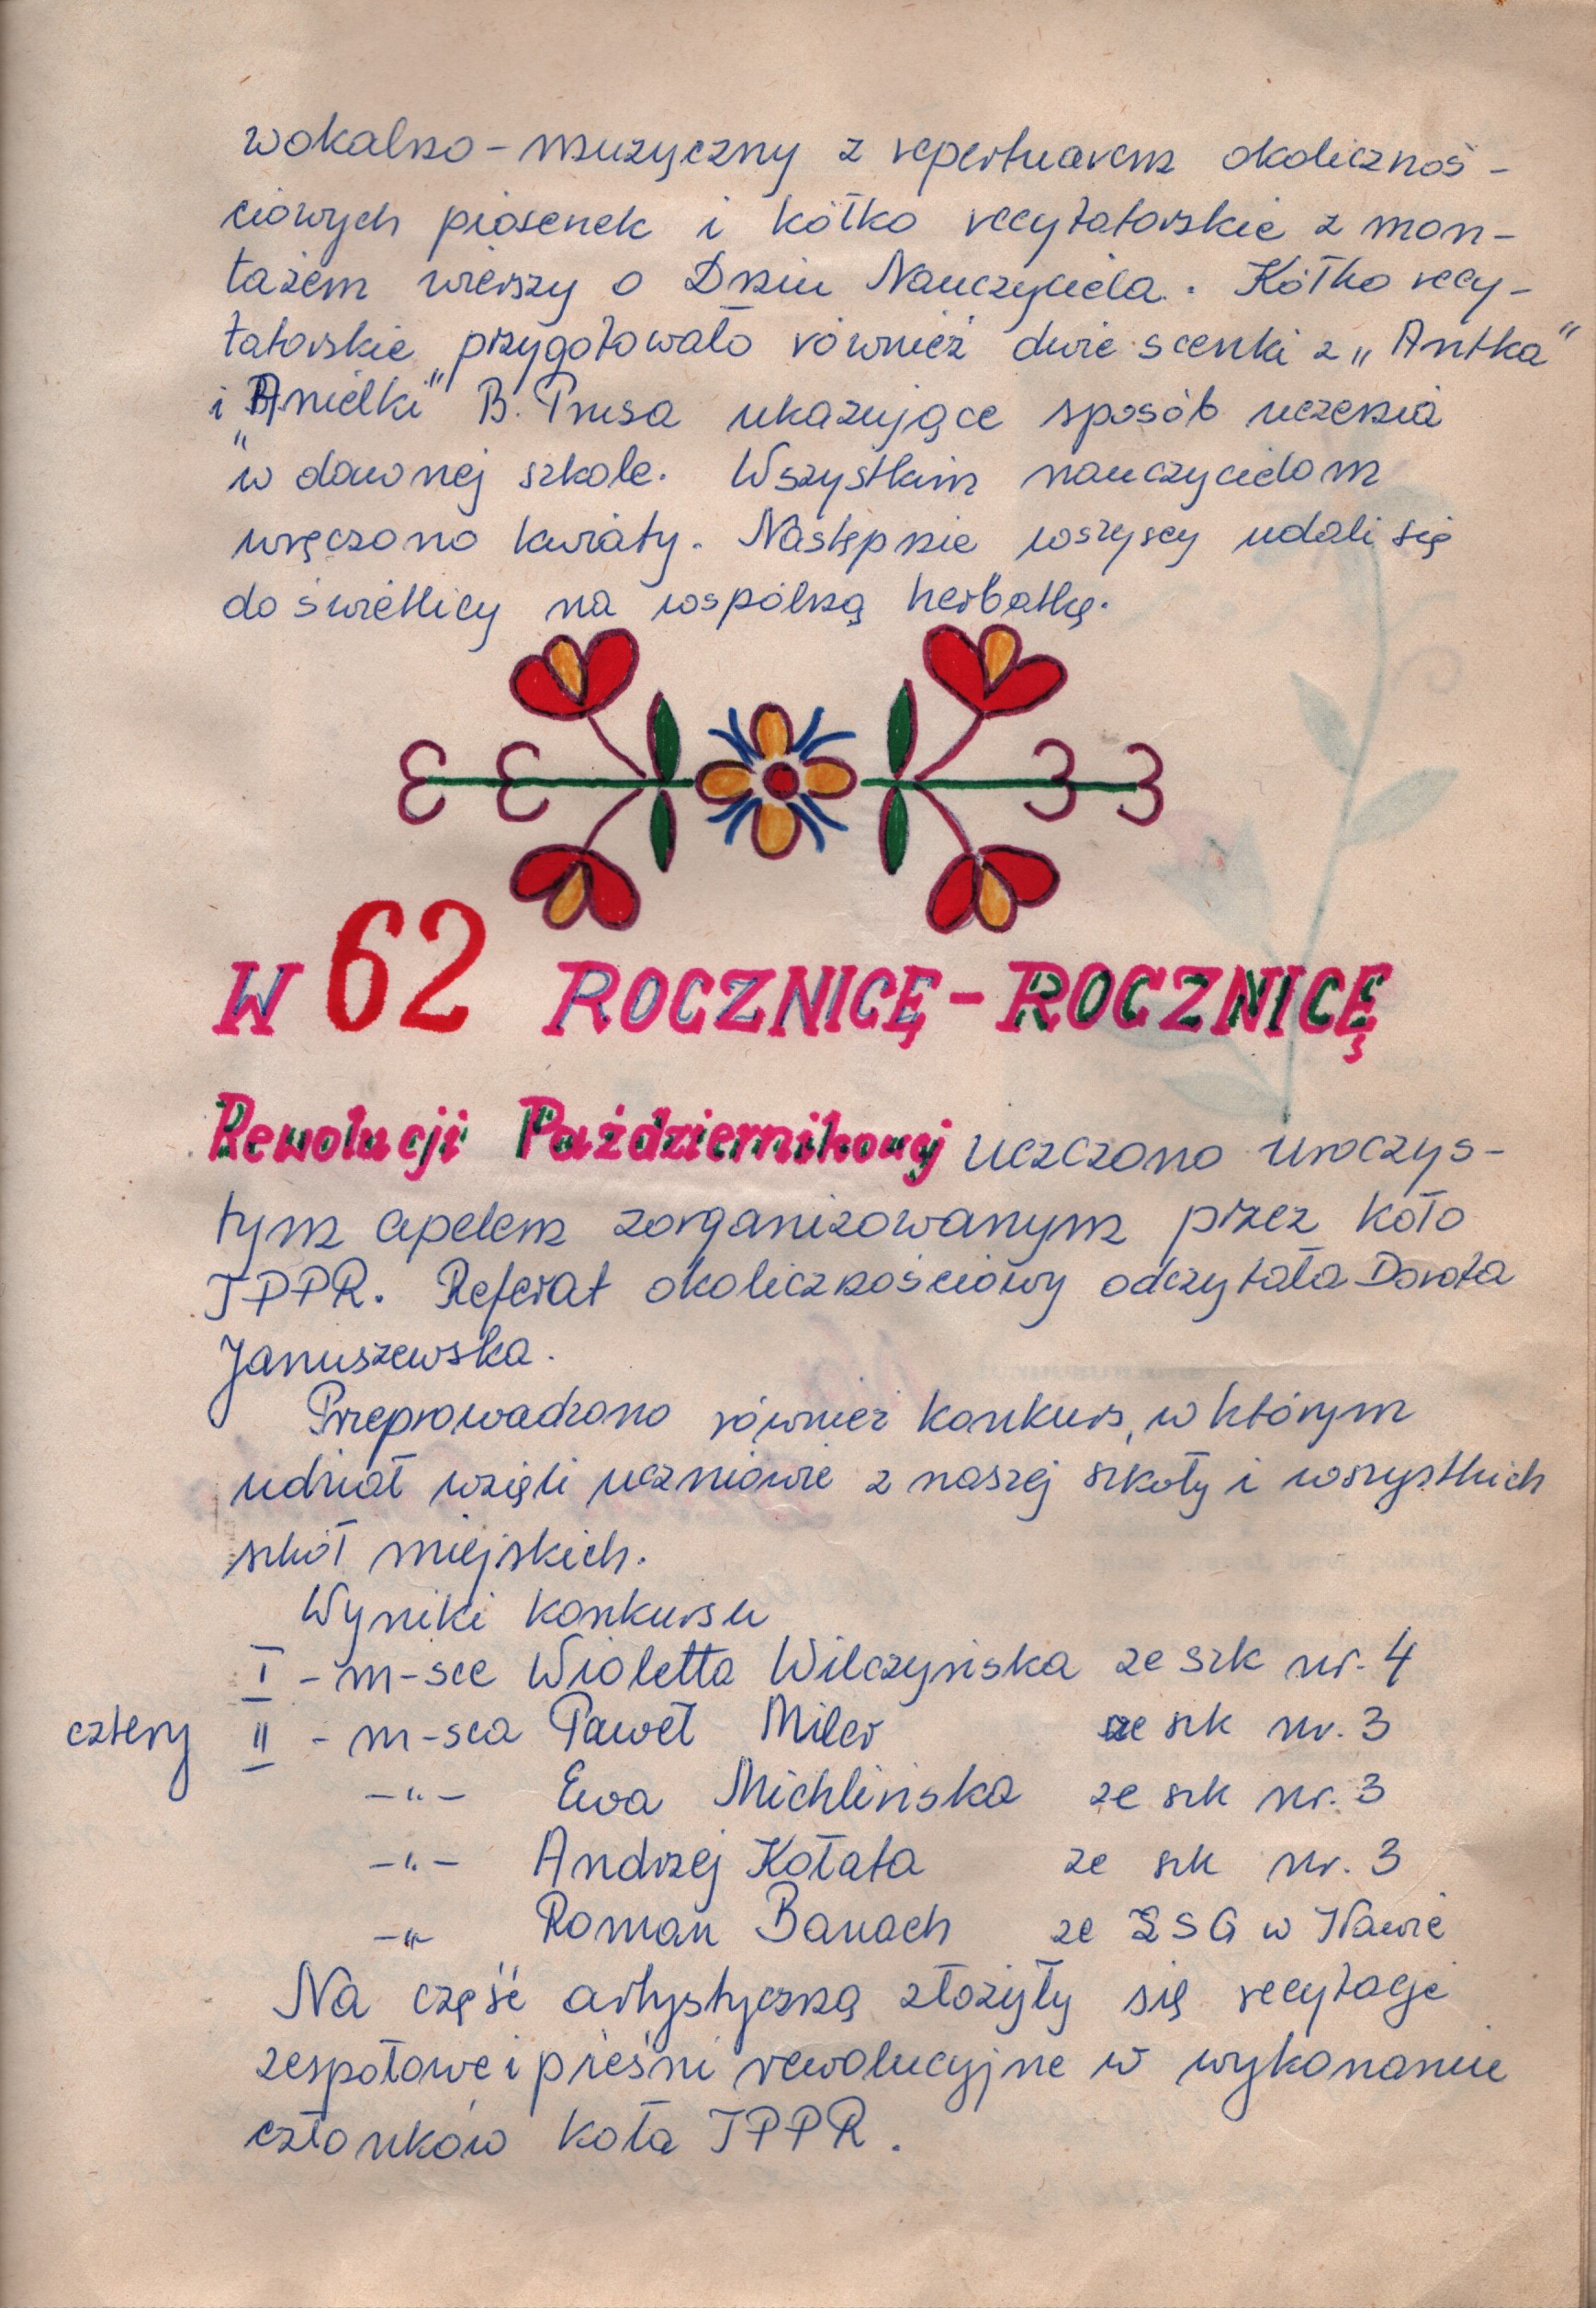 wokalno-muzyczny z repertuarem okolicznoś-
ciowych piosenek i kółko recytatorskie z mon-
tażem wierszy o Dniu Nauczyciela. Kółko recy-
tatorskie przygotowało również dwie scenki z „Antka"
i „Anielki" B. Prusa ukazujące sposób uczenia
w dawnej szkole. Wszystkim nauczycielom
wręczono kwiaty. Następnie wszyscy udali się
do świetlicy na wspólną herbatkę.
W 62 ROCZNICĘ-ROCZNICĘ
Rewolucji Październikowej uczczono uroczys-
tym apelem zorganizowanym przez koło
TPPR. Referat okolicznościowy odczytała Dorota
Januszewska.
Przeprowadzono również konkurs, w którym
udział wzięli uczniowie z naszej szkoły i wszystkich
szkół miejskich.
Wyniki konkursu
I - m-sce Wioletta Wilczyńska ze szk nr. 4
cztery II - m-sca Paweł Miler ze szk nr. 3
-"- Ewa Michlińska ze szk nr. 3
-"- Andrzej Kołata ze szk nr. 3
-"- Roman Banach ze ZSG w Iławie
Na część artystyczną złożyły się recytacje
zespołowe i pieśni rewolucyjne w wykonaniu
członków koła TPPR.